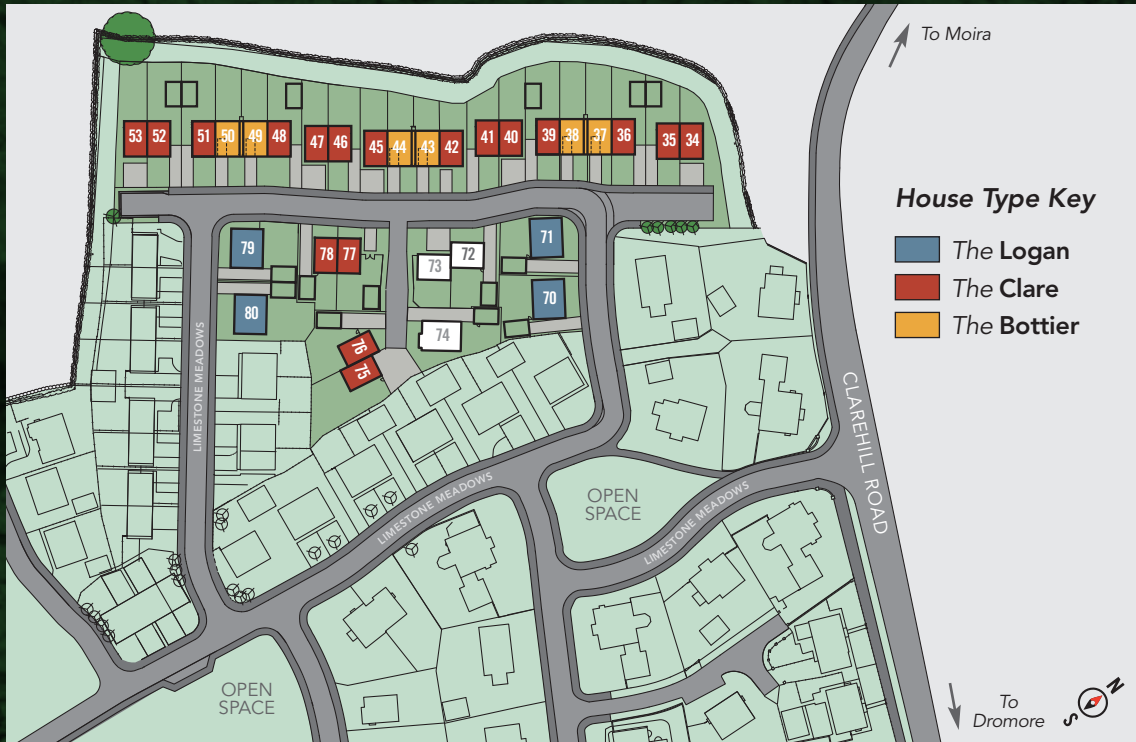 To Moira
53 52 51 50 49 48 47 46 45 44 43 42 41 40 39 38 37 36 35 34
House Type Key
The Logan
The Clare
The Bottier
79 78 77 73 72 71
80 74 70
76
75
LIMESTONE MEADOWS
CLAREHILL ROAD
LIMESTONE MEADOWS
OPEN
SPACE
LIMESTONE MEADOWS
OPEN
SPACE
To
Dromore
N
S